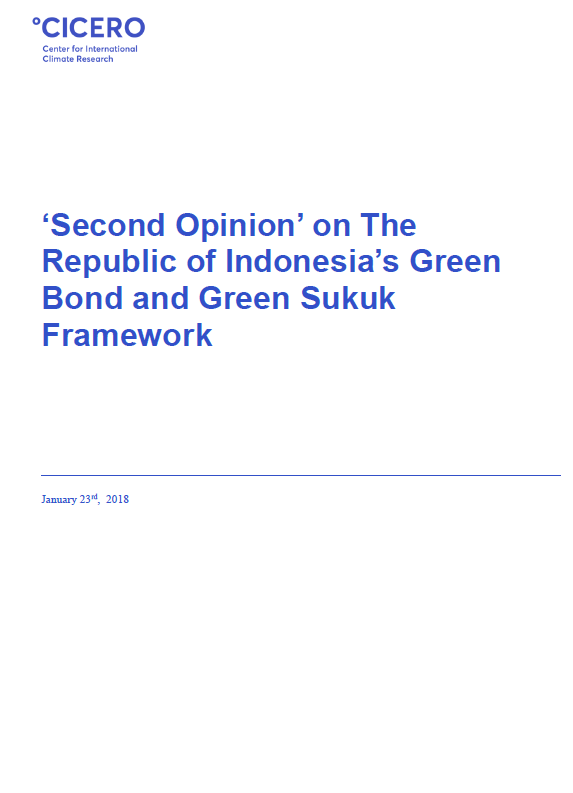 °CICERO
Center for International
Climate Research
‘Second Opinion’ on The
Republic of Indonesia’s Green
Bond and Green Sukuk
Framework
January 23rd, 2018